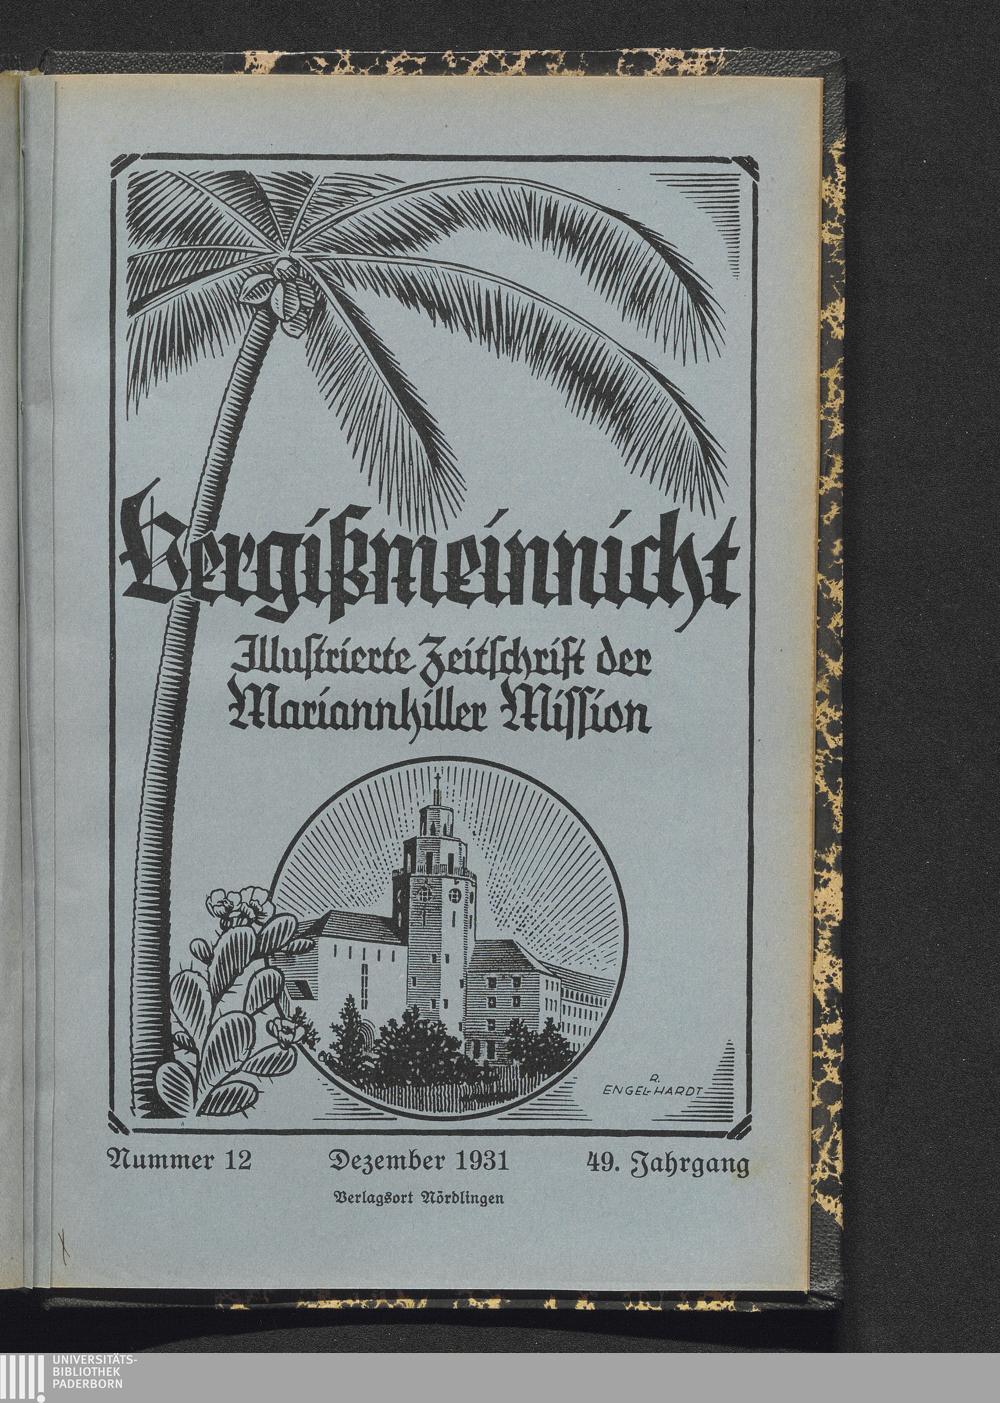 Vergißmeinnicht
Illustrierte Zeitschrift der
Mariannhiller Mission
R.
ENGELHARDT
Nummer 12 Dezember 1931 49. Jahrgang
Verlagsort Nördlingen
UNIVERSITÄTS-
BIBLIOTHEK
PADERBORN